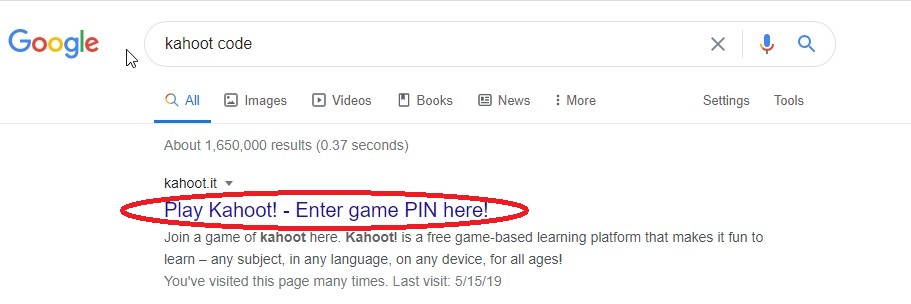 Google
kahoot code
All Images Videos Books News More Settings Tools
About 1,650,000 results (0.37 seconds)
kahoot.it
Play Kahoot! - Enter game PIN here!
Join a game of kahoot here. Kahoot! is a free game-based learning platform that makes it fun to
learn – any subject, in any language, on any device, for all ages!
You've visited this page many times. Last visit: 5/15/19